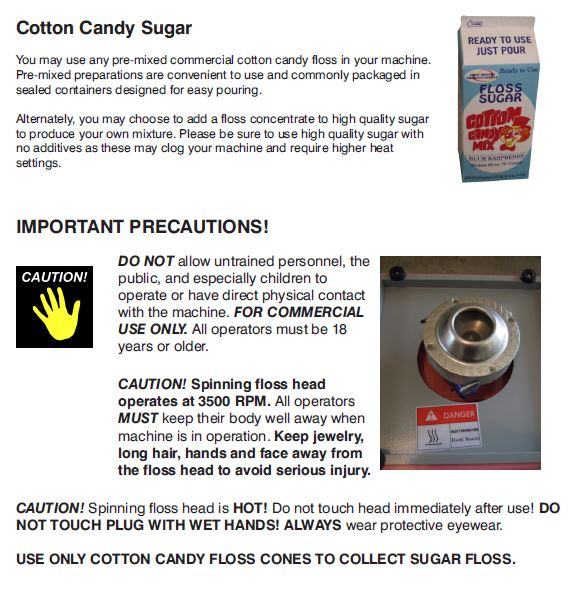 Cotton Candy Sugar
You may use any pre-mixed commercial cotton candy floss in your machine.
Pre-mixed preparations are convenient to use and commonly packaged in
sealed containers designed for easy pouring.
Alternately, you may choose to add a floss concentrate to high quality sugar
to produce your own mixture. Please be sure to use high quality sugar with
no additives as these may clog your machine and require higher heat
settings.
READY TO USE
JUST POUR
Ready to Use
FLOSS
SUGAR
COTTON
CANDY
MIX
BLUE RASPBERRY
Makes 60 to 70 Cones
IMPORTANT PRECAUTIONS!
CAUTION!
DO NOT allow untrained personnel, the
public, and especially children to
operate or have direct physical contact
with the machine. FOR COMMERCIAL
USE ONLY. All operators must be 18
years or older.
CAUTION! Spinning floss head
operates at 3500 RPM. All operators
MUST keep their body well away when
machine is in operation. Keep jewelry,
long hair, hands and face away from
the floss head to avoid serious injury.
DANGER
HIGH TEMPERATURE
Don't Touch
CAUTION! Spinning floss head is HOT! Do not touch head immediately after use! DO
NOT TOUCH PLUG WITH WET HANDS! ALWAYS wear protective eyewear.
USE ONLY COTTON CANDY FLOSS CONES TO COLLECT SUGAR FLOSS.